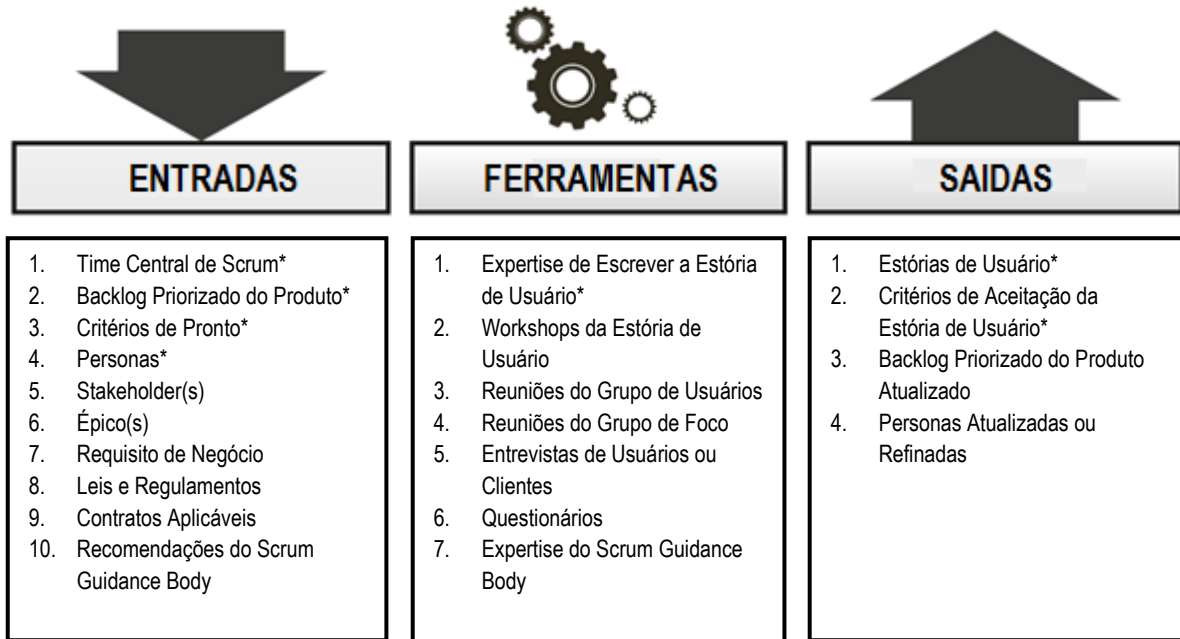 ENTRADAS
1. Time Central de Scrum*
2. Backlog Priorizado do Produto*
3. Critérios de Pronto*
4. Personas*
5. Stakeholder(s)
6. Épico(s)
7. Requisito de Negócio
8. Leis e Regulamentos
9. Contratos Aplicáveis
10. Recomendações do Scrum
Guidance Body
FERRAMENTAS
1. Expertise de Escrever a Estória
de Usuário*
2. Workshops da Estória de
Usuário
3. Reuniões do Grupo de Usuários
4. Reuniões do Grupo de Foco
5. Entrevistas de Usuários ou
Clientes
6. Questionários
7. Expertise do Scrum Guidance
Body
SAIDAS
1. Estórias de Usuário*
2. Critérios de Aceitação da
Estória de Usuário*
3. Backlog Priorizado do Produto
Atualizado
4. Personas Atualizadas ou
Refinadas